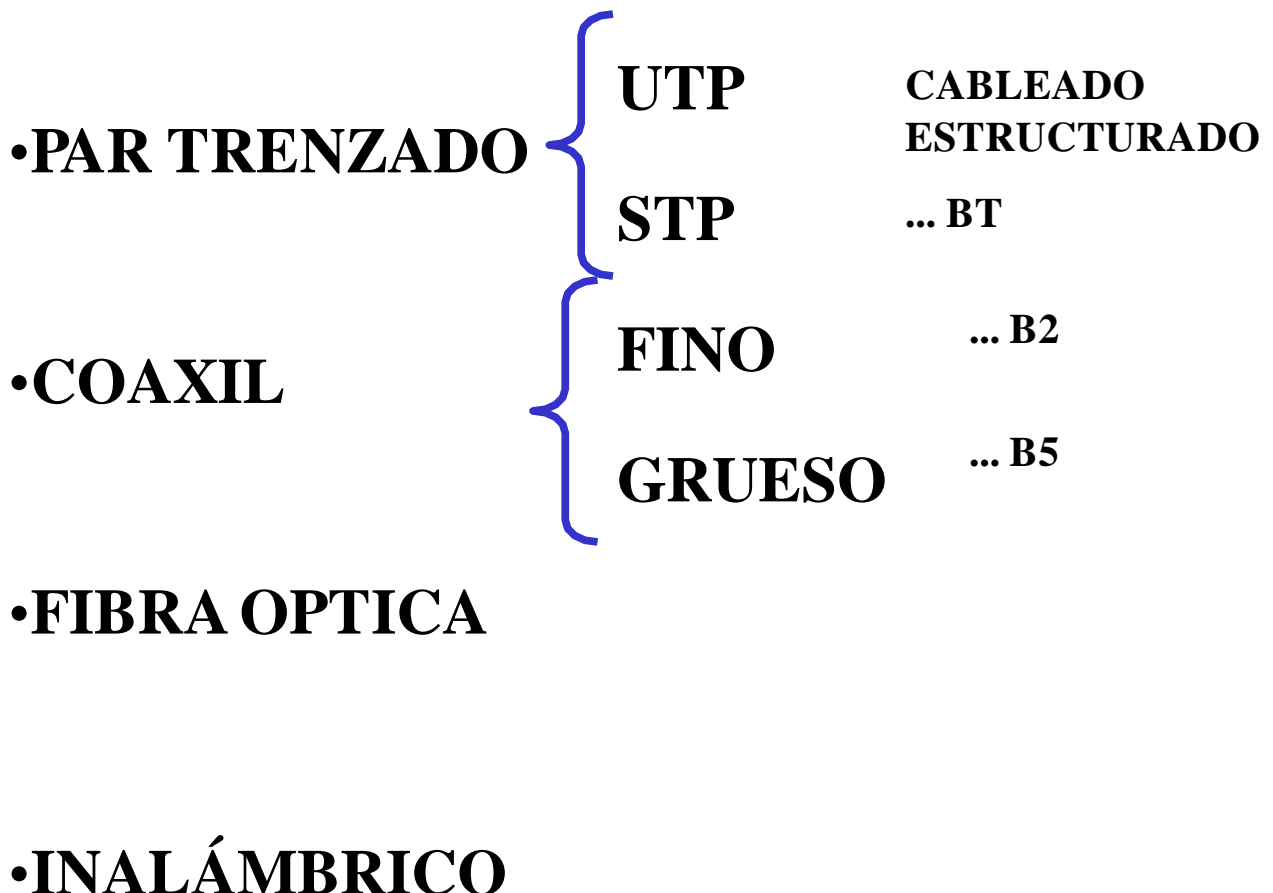 •PAR TRENZADO
UTP
CABLEADO
ESTRUCTURADO
STP
... BT
•COAXIL
FINO
... B2
GRUESO
... B5
•FIBRA OPTICA
•INALÁMBRICO